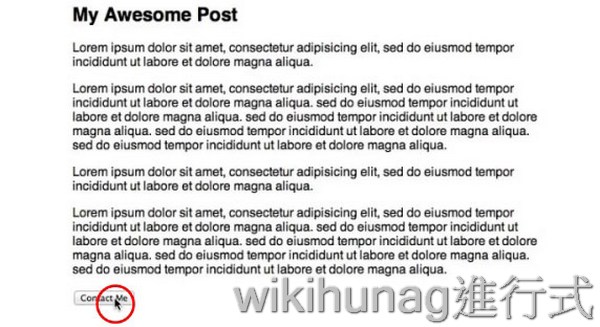 My Awesome Post
Lorem ipsum dolor sit amet, consectetur adipisicing elit, sed do eiusmod tempor
incididunt ut labore et dolore magna aliqua.
Lorem ipsum dolor sit amet, consectetur adipisicing elit, sed do eiusmod tempor
incididunt ut labore et dolore magna aliqua. sed do eiusmod tempor incididunt ut
labore et dolore magna aliqua. sed do eiusmod tempor incididunt ut labore et dolore
magna aliqua. sed do eiusmod tempor incididunt ut labore et dolore magna aliqua.
sed do eiusmod tempor incididunt ut labore et dolore magna aliqua.
Lorem ipsum dolor sit amet, consectetur adipisicing elit, sed do eiusmod tempor
incididunt ut labore et dolore magna aliqua.
Lorem ipsum dolor sit amet, consectetur adipisicing elit, sed do eiusmod tempor
incididunt ut labore et dolore magna aliqua. sed do eiusmod tempor incididunt ut
labore et dolore magna aliqua. sed do eiusmod tempor incididunt ut labore et dolore
magna aliqua. sed do eiusmod tempor incididunt ut labore et dolore magna aliqua.
sed do eiusmod tempor incididunt ut labore et dolore magna aliqua.
Contact Me
wikihunag進行式